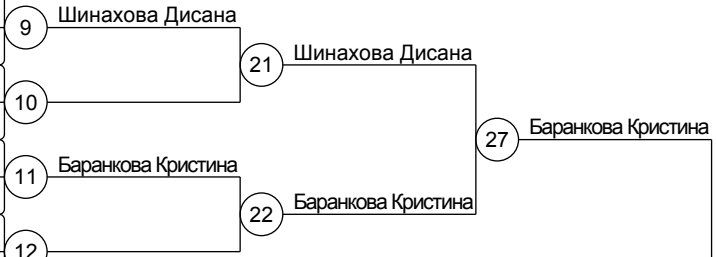 9 Шинахова Дисана
21 Шинахова Дисана
10
27 Баранкова Кристина
11 Баранкова Кристина
22 Баранкова Кристина
12